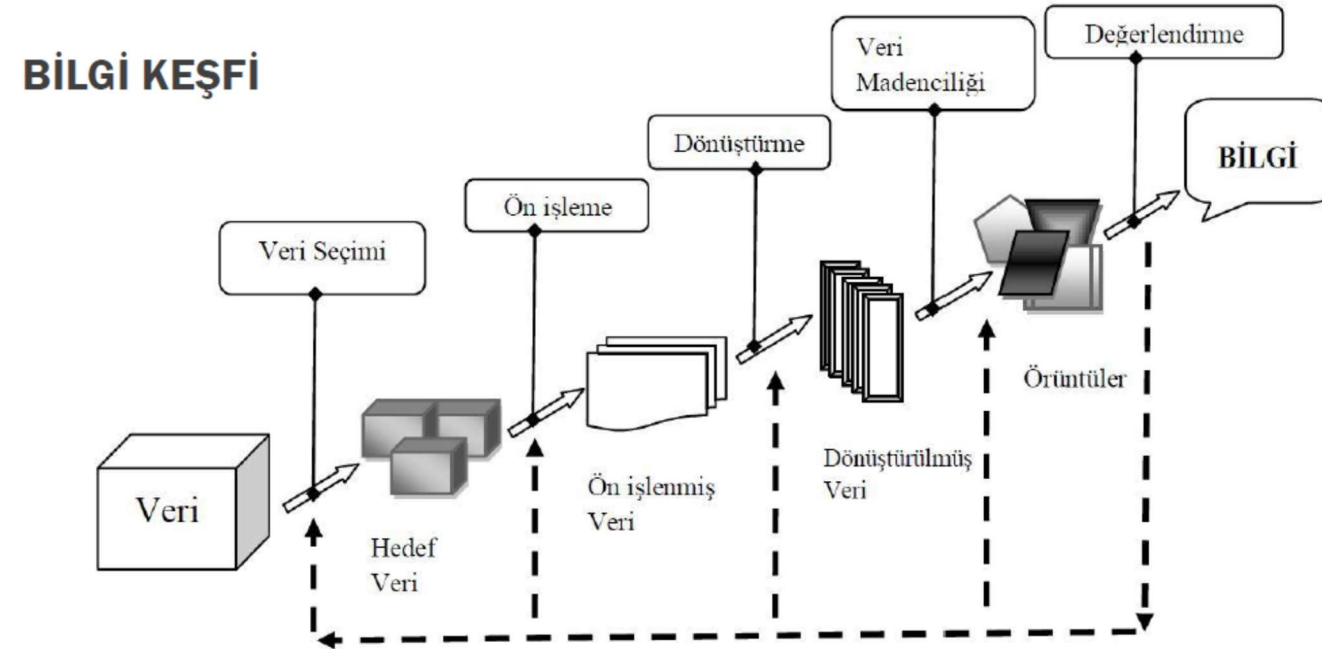 BİLGİ KEŞFİ
Veri
Veri Seçimi
Hedef
Veri
Ön işleme
Ön işlenmiş
Veri
Dönüştürme
Dönüştürülmüş
Veri
Veri
Madenciliği
Örüntüler
Değerlendirme
BİLGİ